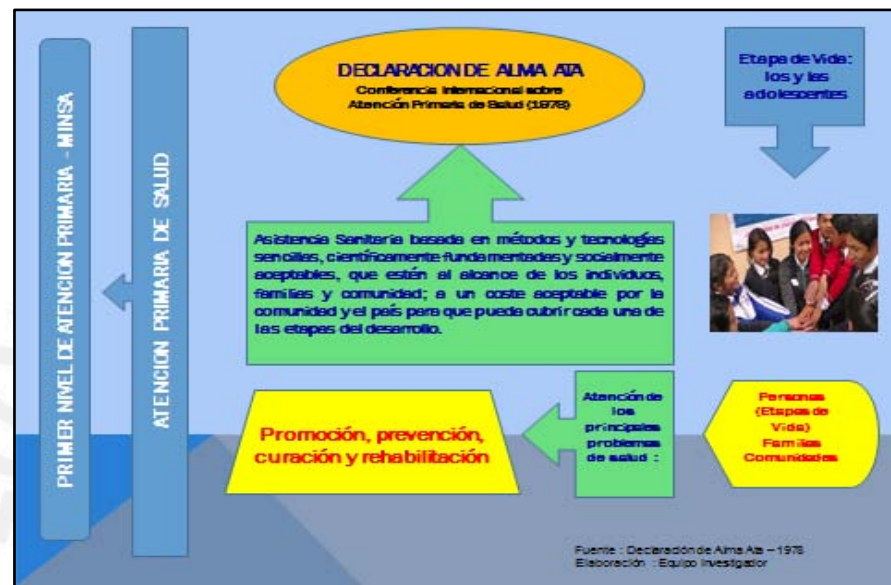 PRIMER NIVEL DE ATENCION PRIMARIA - MINSA
ATENCION PRIMARIA DE SALUD
DECLARACION DE ALMA ATA
Conferencia Internacional sobre
Atención Primaria de Salud (1978)
Etapa de Vida:
los y las
adolescentes
Asistencia Sanitaria basada en métodos y tecnologías
sencillas, científicamente fundamentadas y socialmente
aceptables, que estén al alcance de los individuos,
familias y comunidad; a un coste aceptable por la
comunidad y el país para que pueda cubrir cada una de
las etapas del desarrollo.
Promoción, prevención,
curación y rehabilitación
Atención de
los
principales
problemas
de salud :
Personas
(Etapas de
Vida)
Familias
Comunidades
Fuente : Declaración de Alma Ata – 1978
Elaboración : Equipo Investigador